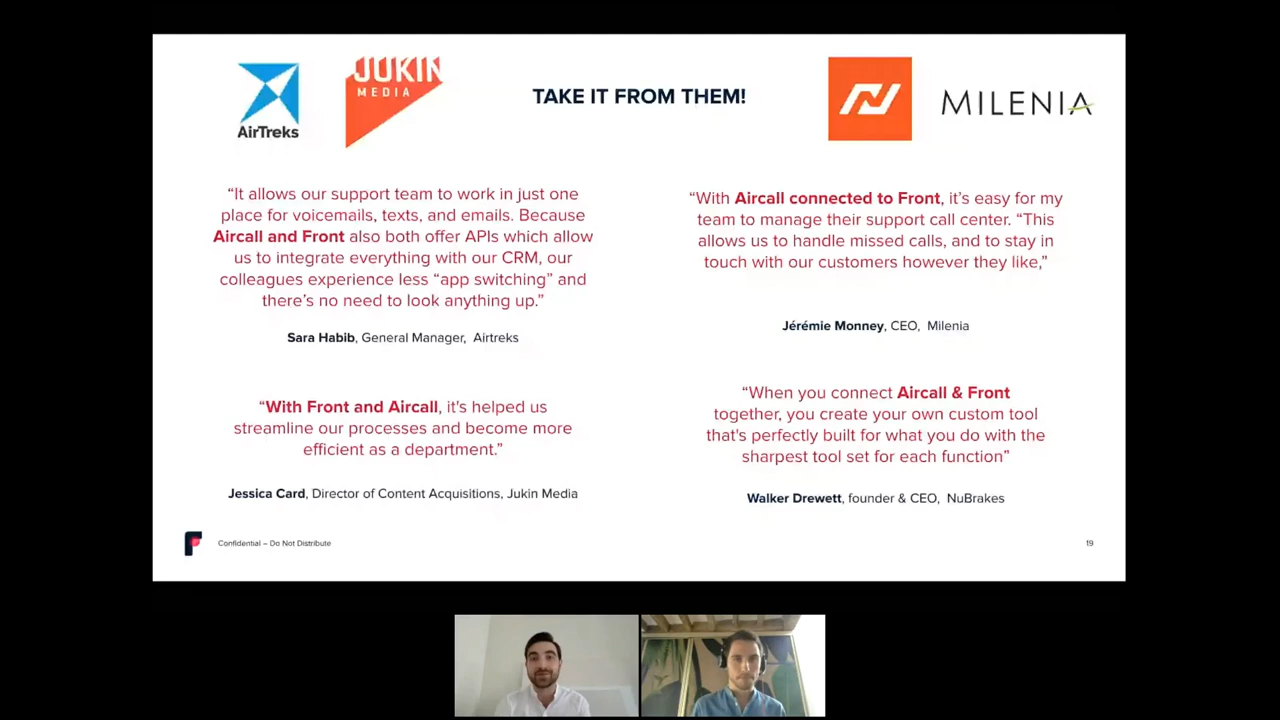 AirTreks
JUKIN
MEDIA
TAKE IT FROM THEM!
MILENIA
“It allows our support team to work in just one
place for voicemails, texts, and emails. Because
Aircall and Front also both offer APIs which allow
us to integrate everything with our CRM, our
colleagues experience less “app switching” and
there’s no need to look anything up.”
Sara Habib, General Manager, Airtreks
“With Front and Aircall, it's helped us
streamline our processes and become more
efficient as a department.”
Jessica Card, Director of Content Acquisitions, Jukin Media
“With Aircall connected to Front, it’s easy for my
team to manage their support call center. “This
allows us to handle missed calls, and to stay in
touch with our customers however they like,”
Jérémie Monney, CEO, Milenia
“When you connect Aircall & Front
together, you create your own custom tool
that's perfectly built for what you do with the
sharpest tool set for each function”
Walker Drewett, founder & CEO, NuBrakes
Confidential – Do Not Distribute
19